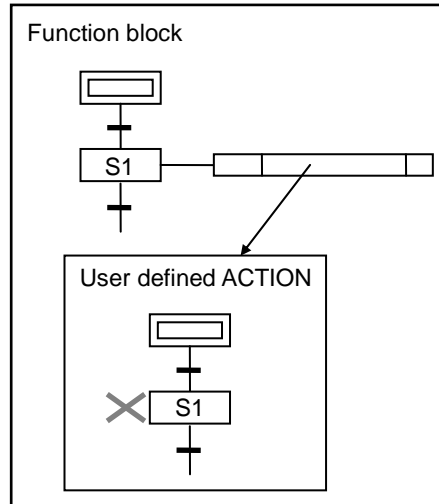 Function block
S1
User defined ACTION
S1